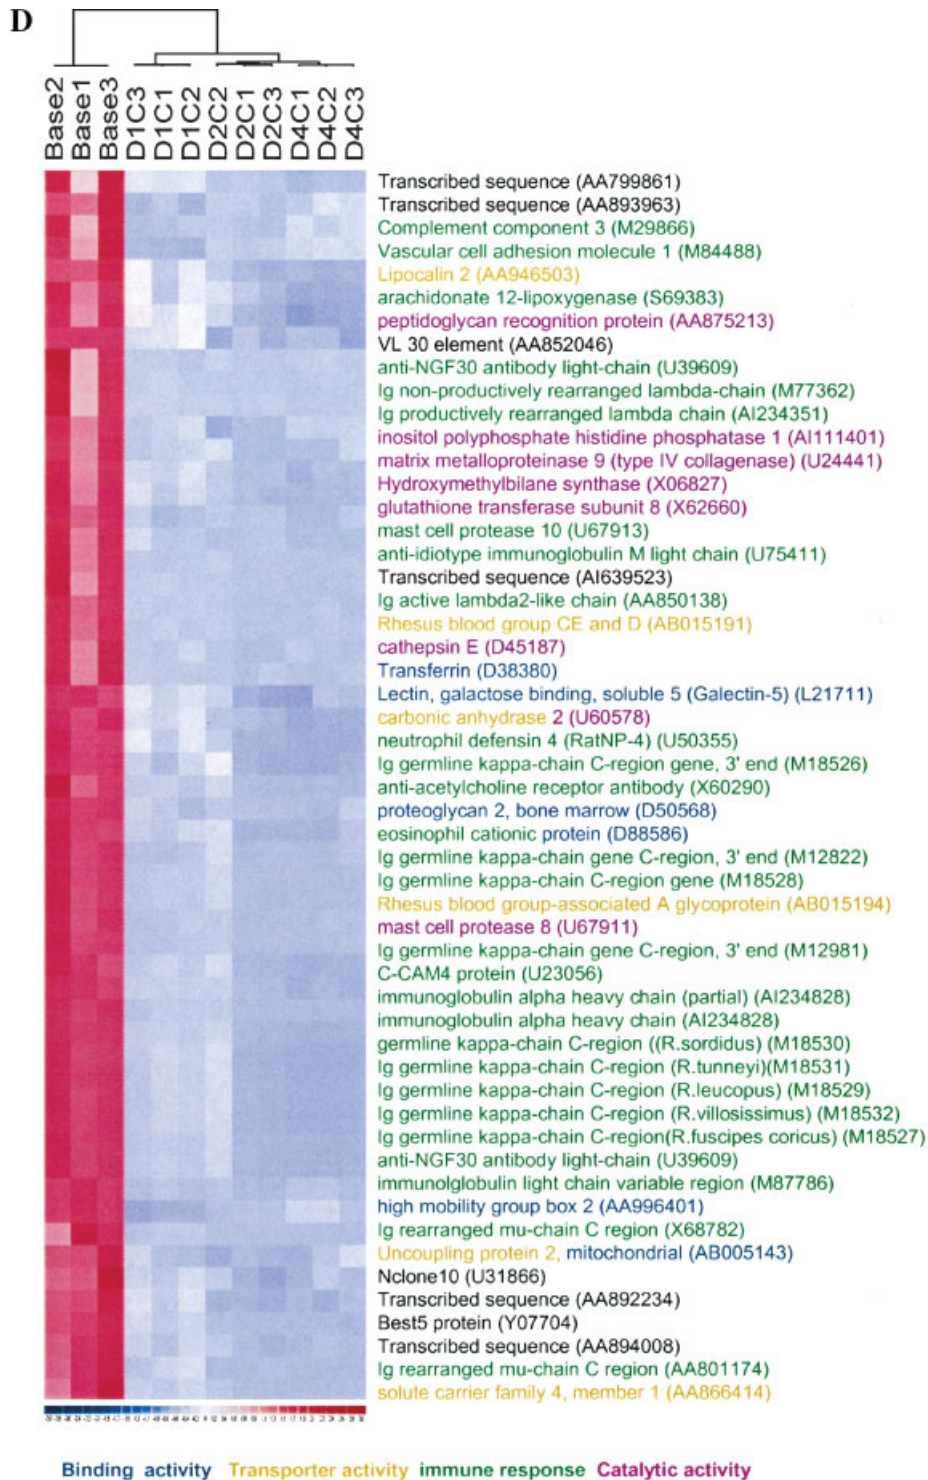 D
Base2
Base1
Base3
D1C3
D1C1
D1C2
D2C2
D2C1
D2C3
D4C1
D4C2
D4C3
Transcribed sequence (AA799861)
Transcribed sequence (AA893963)
Complement component 3 (M29866)
Vascular cell adhesion molecule 1 (M84488)
Lipocalin 2 (AA946503)
arachidonate 12-lipoxygenase (S69383)
peptidoglycan recognition protein (AA875213)
VL 30 element (AA852046)
anti-NGF30 antibody light-chain (U39609)
Ig non-productively rearranged lambda-chain (M77362)
Ig productively rearranged lambda chain (AI234351)
inositol polyphosphate histidine phosphatase 1 (AI111401)
matrix metalloproteinase 9 (type IV collagenase) (U24441)
Hydroxymethylbilane synthase (X06827)
glutathione transferase subunit 8 (X62660)
mast cell protease 10 (U67913)
anti-idiotype immunoglobulin M light chain (U75411)
Transcribed sequence (AI639523)
Ig active lambda2-like chain (AA850138)
Rhesus blood group CE and D (AB015191)
cathepsin E (D45187)
Transferrin (D38380)
Lectin, galactose binding, soluble 5 (Galectin-5) (L21711)
carbonic anhydrase 2 (U60578)
neutrophil defensin 4 (RatNP-4) (U50355)
Ig germline kappa-chain C-region gene, 3' end (M18526)
anti-acetylcholine receptor antibody (X60290)
proteoglycan 2, bone marrow (D50568)
eosinophil cationic protein (D88586)
Ig germline kappa-chain gene C-region, 3' end (M12822)
Ig germline kappa-chain C-region gene (M18528)
Rhesus blood group-associated A glycoprotein (AB015194)
mast cell protease 8 (U67911)
Ig germline kappa-chain gene C-region, 3' end (M12981)
C-CAM4 protein (U23056)
immunoglobulin alpha heavy chain (partial) (AI234828)
immunoglobulin alpha heavy chain (AI234828)
germline kappa-chain C-region ((R.sordidus) (M18530)
Ig germline kappa-chain C-region (R.tunneyi)(M18531)
Ig germline kappa-chain C-region (R.leucopus) (M18529)
Ig germline kappa-chain C-region (R.villosissimus) (M18532)
Ig germline kappa-chain C-region(R.fuscipes coricus) (M18527)
anti-NGF30 antibody light-chain (U39609)
immunolglobulin light chain variable region (M87786)
high mobility group box 2 (AA996401)
Ig rearranged mu-chain C region (X68782)
Uncoupling protein 2, mitochondrial (AB005143)
Nclone10 (U31866)
Transcribed sequence (AA892234)
Best5 protein (Y07704)
Transcribed sequence (AA894008)
Ig rearranged mu-chain C region (AA801174)
solute carrier family 4, member 1 (AA866414)
Binding activity Transporter activity immune response Catalytic activity